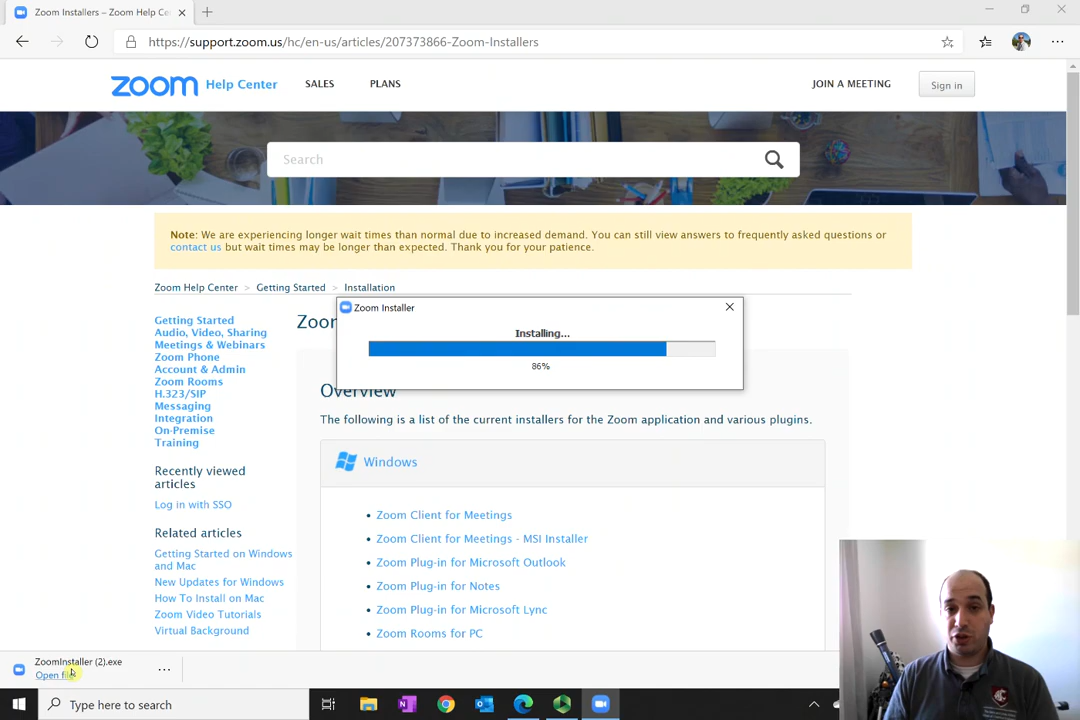 Zoom Installers – Zoom Help Ce
https://support.zoom.us/hc/en-us/articles/207373866-Zoom-Installers
zoom Help Center SALES PLANS JOIN A MEETING Sign in
Search
Note: We are experiencing longer wait times than normal due to increased demand. You can still view answers to frequently asked questions or
contact us but wait times may be longer than expected. Thank you for your patience.
Zoom Help Center > Getting Started > Installation
Getting Started
Audio, Video, Sharing
Meetings & Webinars
Zoom Phone
Account & Admin
Zoom Rooms
H.323/SIP
Messaging
Integration
On-Premise
Training
Recently viewed
articles
Log in with SSO
Related articles
Getting Started on Windows
and Mac
New Updates for Windows
How To Install on Mac
Zoom Video Tutorials
Virtual Background
Zoom
Zoom Installer
Installing...
86%
Overview
The following is a list of the current installers for the Zoom application and various plugins.
Windows
• Zoom Client for Meetings
• Zoom Client for Meetings - MSI Installer
• Zoom Plug-in for Microsoft Outlook
• Zoom Plug-in for Notes
• Zoom Plug-in for Microsoft Lync
• Zoom Rooms for PC
ZoomInstaller (2).exe
Open file
Type here to search